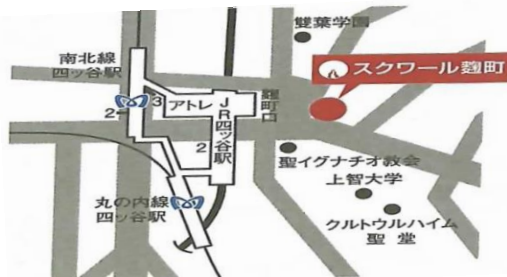 雙葉学園
スクワール麹町
南北線
四ッ谷駅
3
アトレ
2
JR四ッ谷駅
麹町口
2
聖イグナチオ教会
上智大学
丸の内線
四ッ谷駅
クルトゥルハイム
聖堂